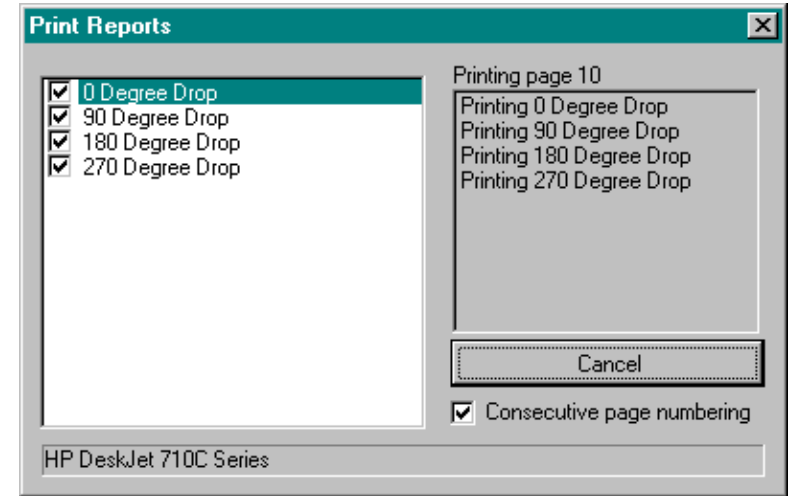 Print Reports
0 Degree Drop
90 Degree Drop
180 Degree Drop
270 Degree Drop
Printing page 10
Printing 0 Degree Drop
Printing 90 Degree Drop
Printing 180 Degree Drop
Printing 270 Degree Drop
Cancel
Consecutive page numbering
HP DeskJet 710C Series